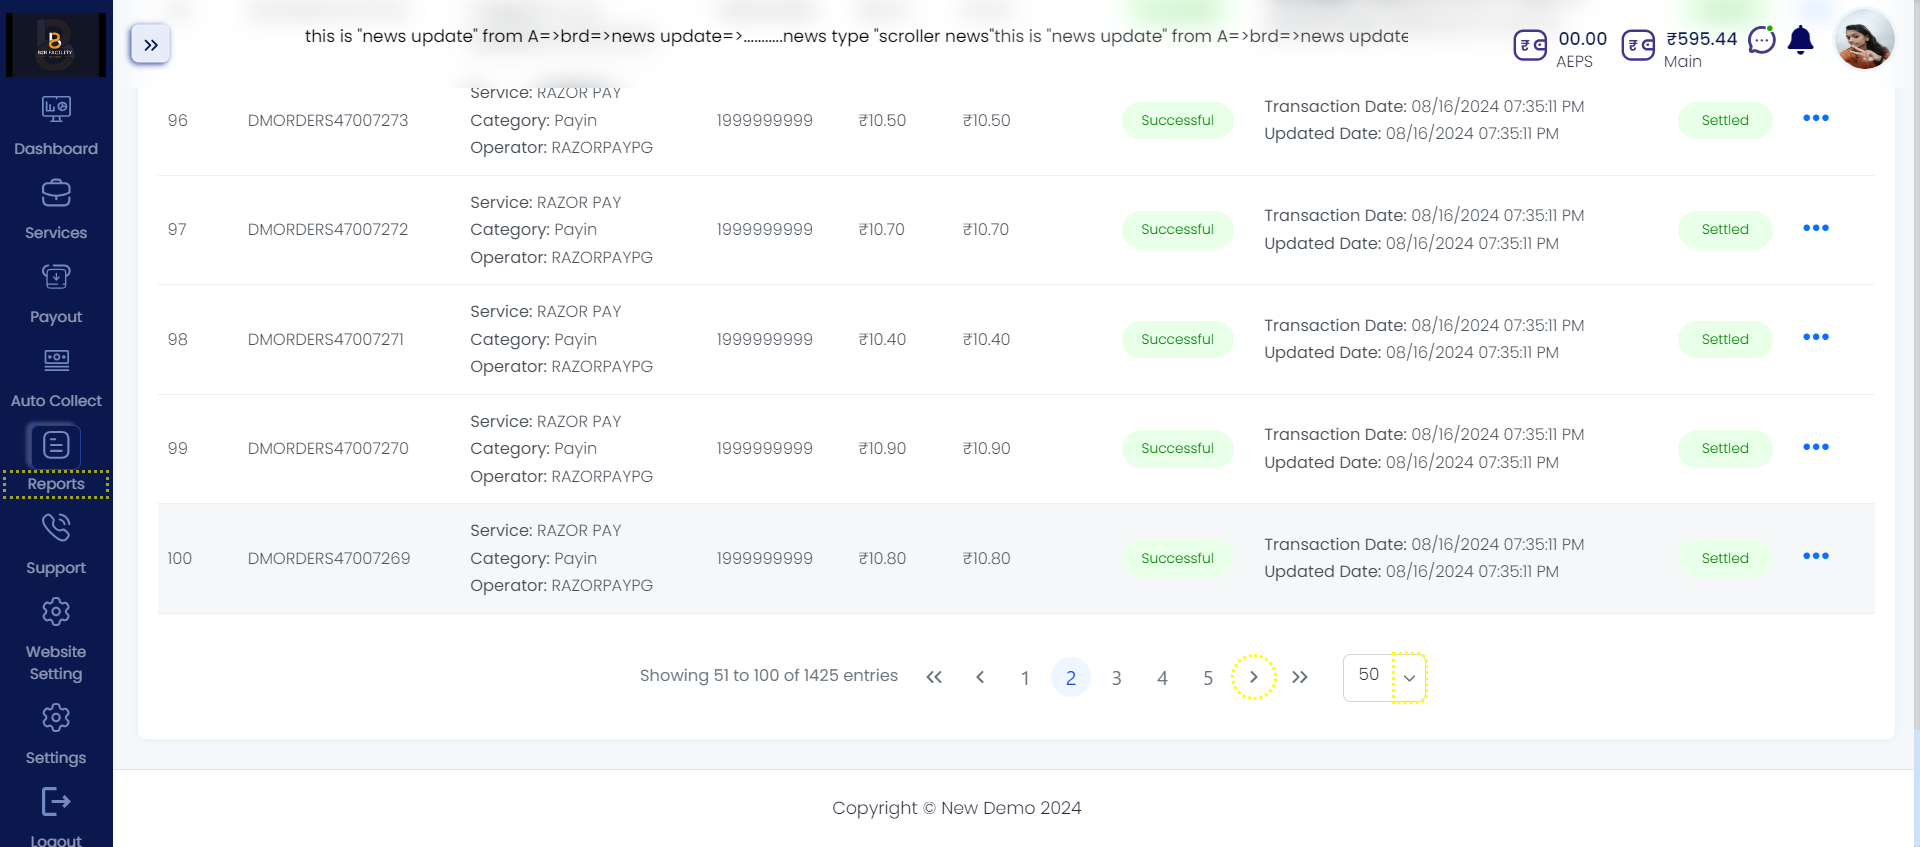 B2B FACILITY
this is "news update" from A=>brd=>news update=>...........news type "scroller news"this is "news update" from A=>brd=>news update
00.00
AEPS
₹595.44
Main
Dashboard
Services
Payout
Auto Collect
Reports
Support
Website
Setting
Settings
Logout
96 DMORDERS47007273 Service: RAZOR PAY Category: Payin Operator: RAZORPAYPG 1999999999 ₹10.50 ₹10.50 Successful Transaction Date: 08/16/2024 07:35:11 PM Updated Date: 08/16/2024 07:35:11 PM Settled
97 DMORDERS47007272 Service: RAZOR PAY Category: Payin Operator: RAZORPAYPG 1999999999 ₹10.70 ₹10.70 Successful Transaction Date: 08/16/2024 07:35:11 PM Updated Date: 08/16/2024 07:35:11 PM Settled
98 DMORDERS47007271 Service: RAZOR PAY Category: Payin Operator: RAZORPAYPG 1999999999 ₹10.40 ₹10.40 Successful Transaction Date: 08/16/2024 07:35:11 PM Updated Date: 08/16/2024 07:35:11 PM Settled
99 DMORDERS47007270 Service: RAZOR PAY Category: Payin Operator: RAZORPAYPG 1999999999 ₹10.90 ₹10.90 Successful Transaction Date: 08/16/2024 07:35:11 PM Updated Date: 08/16/2024 07:35:11 PM Settled
100 DMORDERS47007269 Service: RAZOR PAY Category: Payin Operator: RAZORPAYPG 1999999999 ₹10.80 ₹10.80 Successful Transaction Date: 08/16/2024 07:35:11 PM Updated Date: 08/16/2024 07:35:11 PM Settled
Showing 51 to 100 of 1425 entries « ‹ 1 2 3 4 5 › » 50
Copyright © New Demo 2024